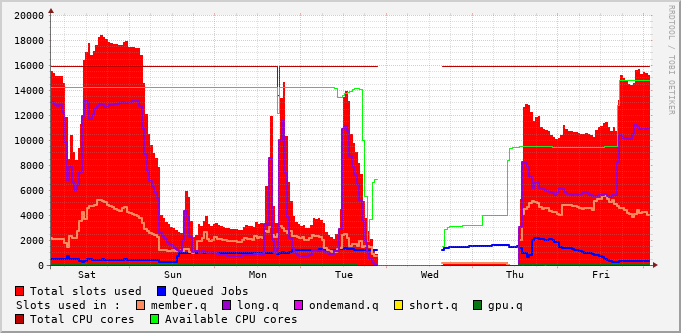 20000
18000
16000
14000
12000
10000
8000
6000
4000
2000
0
Sat Sun Mon Tue Wed Thu Fri
RRDTOOL / TOBI OETIKER
Total slots used Queued Jobs
Slots used in : member.q long.q ondemand.q short.q gpu.q
Total CPU cores Available CPU cores